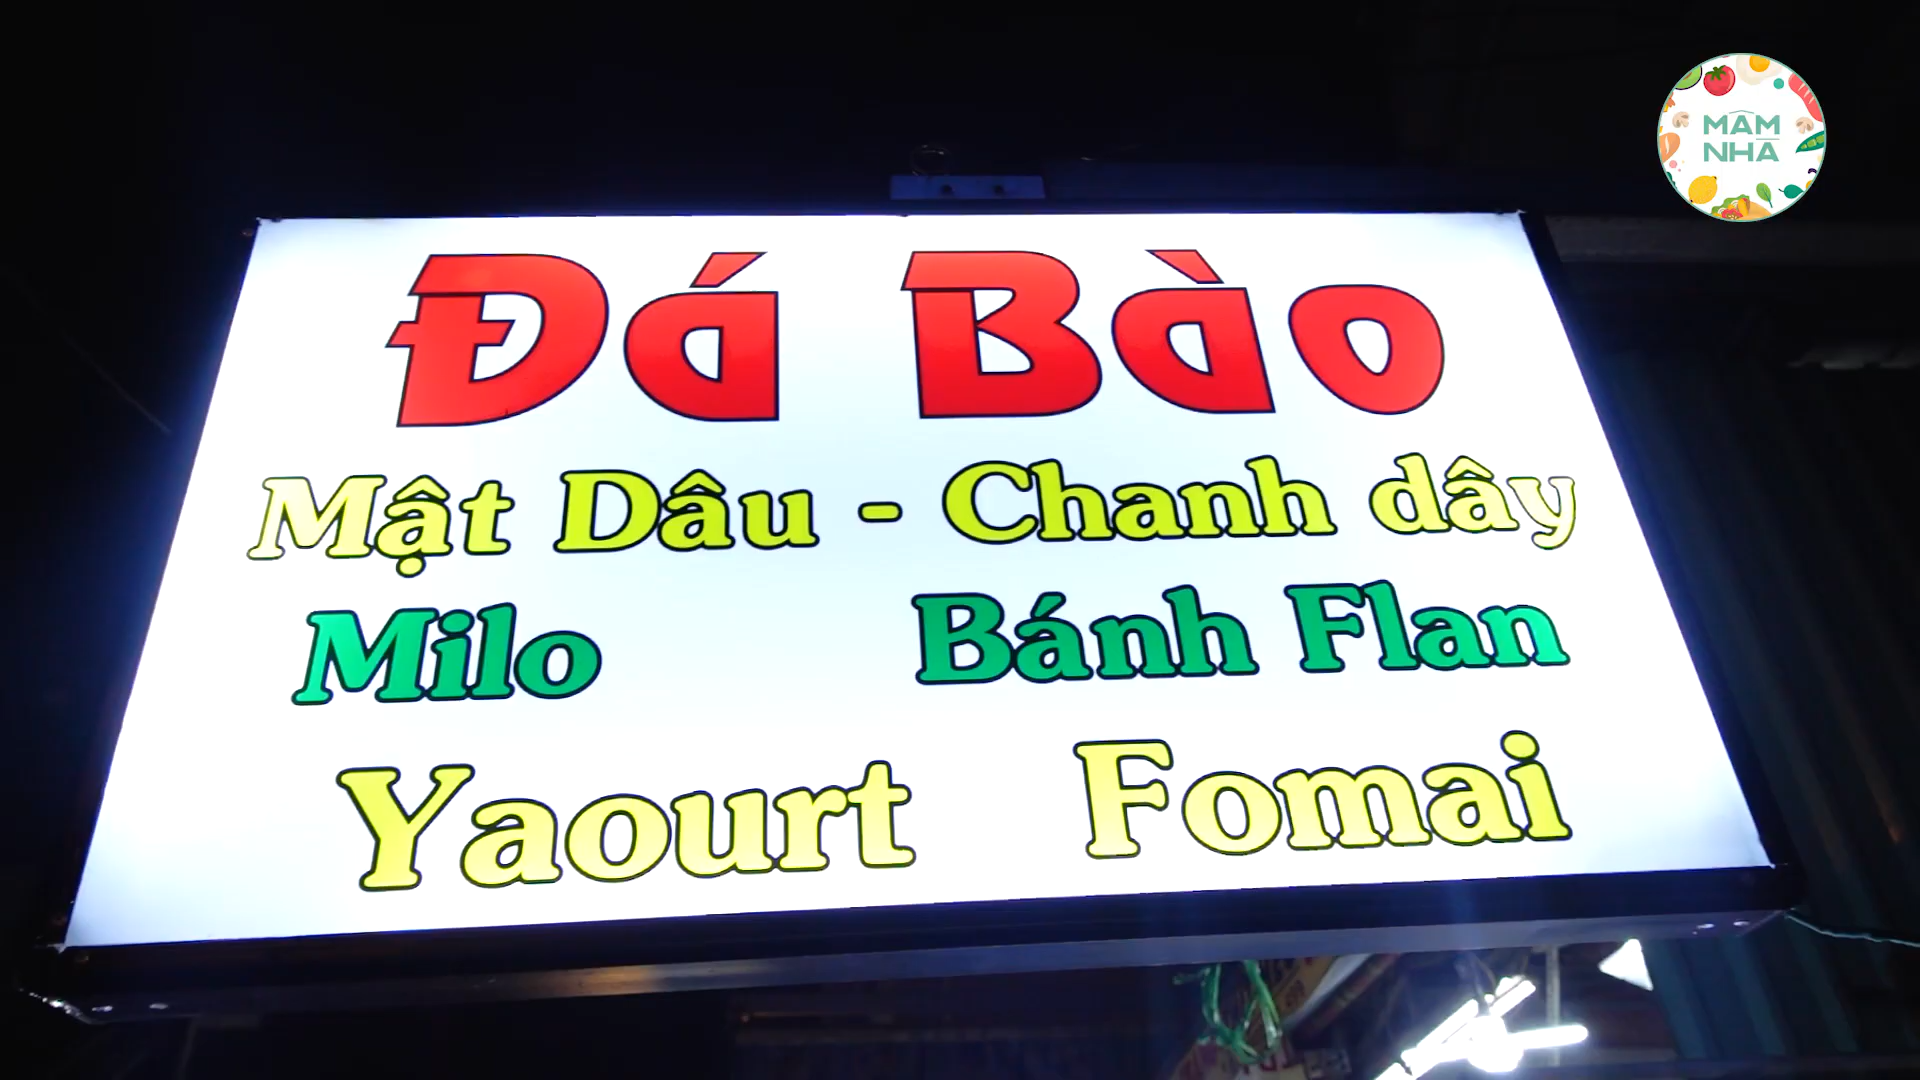 MÂM
NHÀ
Đá Bào
Mật Dâu - Chanh dây
Milo Bánh Flan
Yaourt Fomai